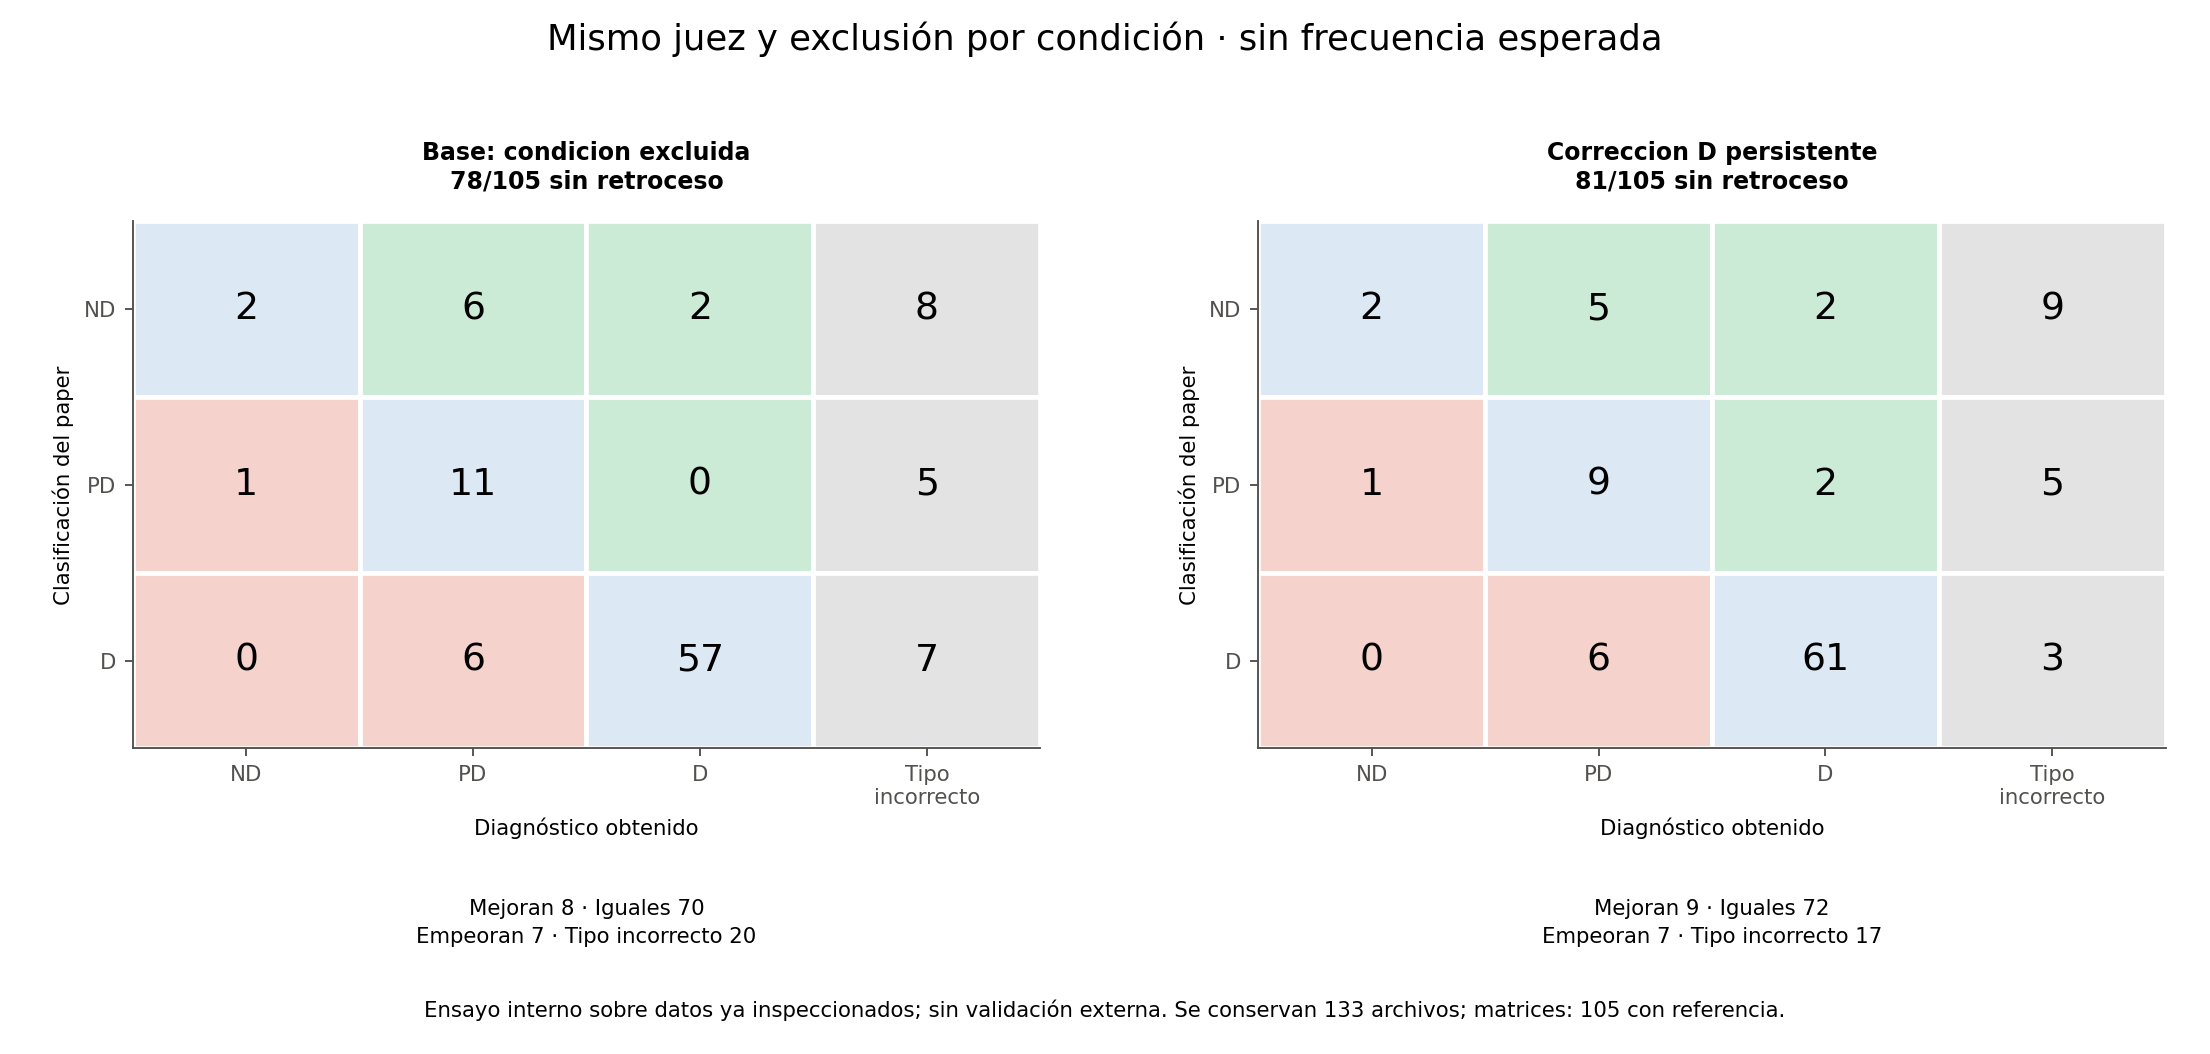 Mismo juez y exclusión por condición · sin frecuencia esperada
Base: condicion excluida
78/105 sin retroceso
Clasificación del paper
ND
2
6
2
8
PD
1
11
0
5
D
0
6
57
7
ND
PD
D
Tipo
incorrecto
Diagnóstico obtenido
Mejoran 8 · Iguales 70
Empeoran 7 · Tipo incorrecto 20
Correccion D persistente
81/105 sin retroceso
Clasificación del paper
ND
2
5
2
9
PD
1
9
2
5
D
0
6
61
3
ND
PD
D
Tipo
incorrecto
Diagnóstico obtenido
Mejoran 9 · Iguales 72
Empeoran 7 · Tipo incorrecto 17
Ensayo interno sobre datos ya inspeccionados; sin validación externa. Se conservan 133 archivos; matrices: 105 con referencia.